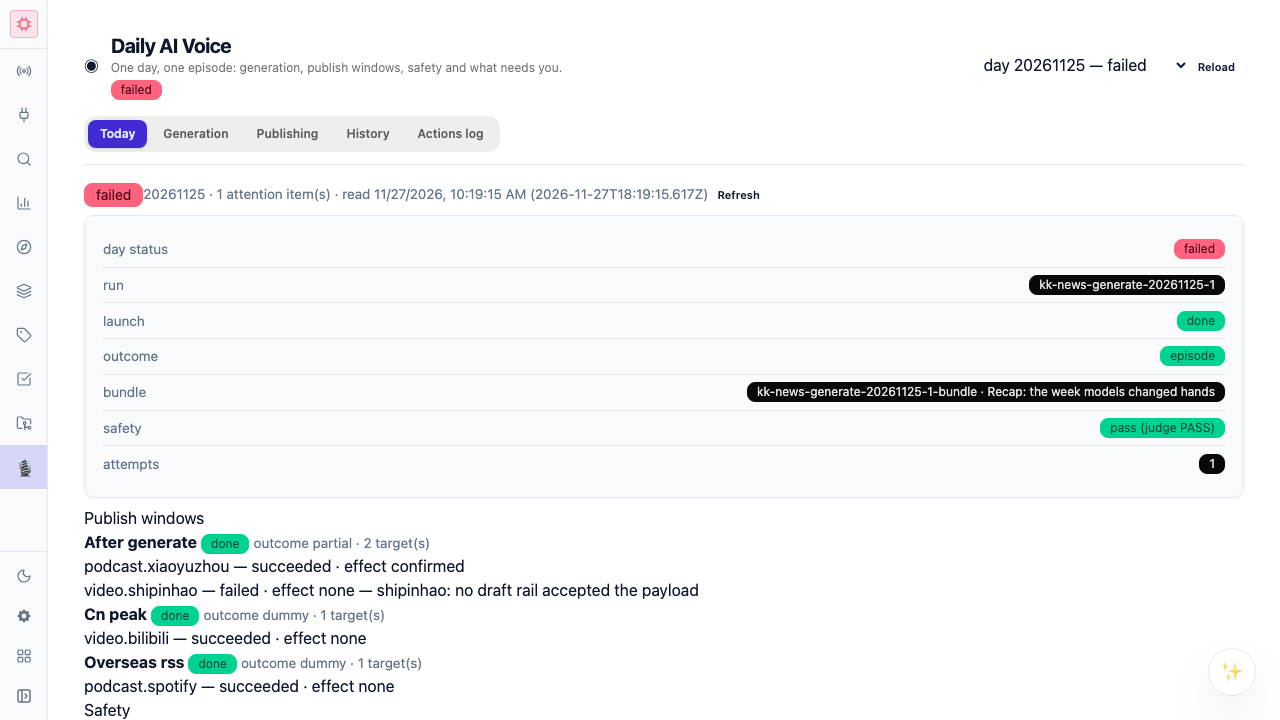 Daily AI Voice
One day, one episode: generation, publish windows, safety and what needs you.
failed
day 20261125 — failed
Reload
Today Generation Publishing History Actions log
failed 20261125 · 1 attention item(s) · read 11/27/2026, 10:19:15 AM (2026-11-27T18:19:15.617Z) Refresh
day status failed
run kk-news-generate-20261125-1
launch done
outcome episode
bundle kk-news-generate-20261125-1-bundle · Recap: the week models changed hands
safety pass (judge PASS)
attempts 1
Publish windows
After generate done outcome partial · 2 target(s)
podcast.xiaoyuzhou — succeeded · effect confirmed
video.shipinhao — failed · effect none — shipinhao: no draft rail accepted the payload
Cn peak done outcome dummy · 1 target(s)
video.bilibili — succeeded · effect none
Overseas rss done outcome dummy · 1 target(s)
podcast.spotify — succeeded · effect none
Safety